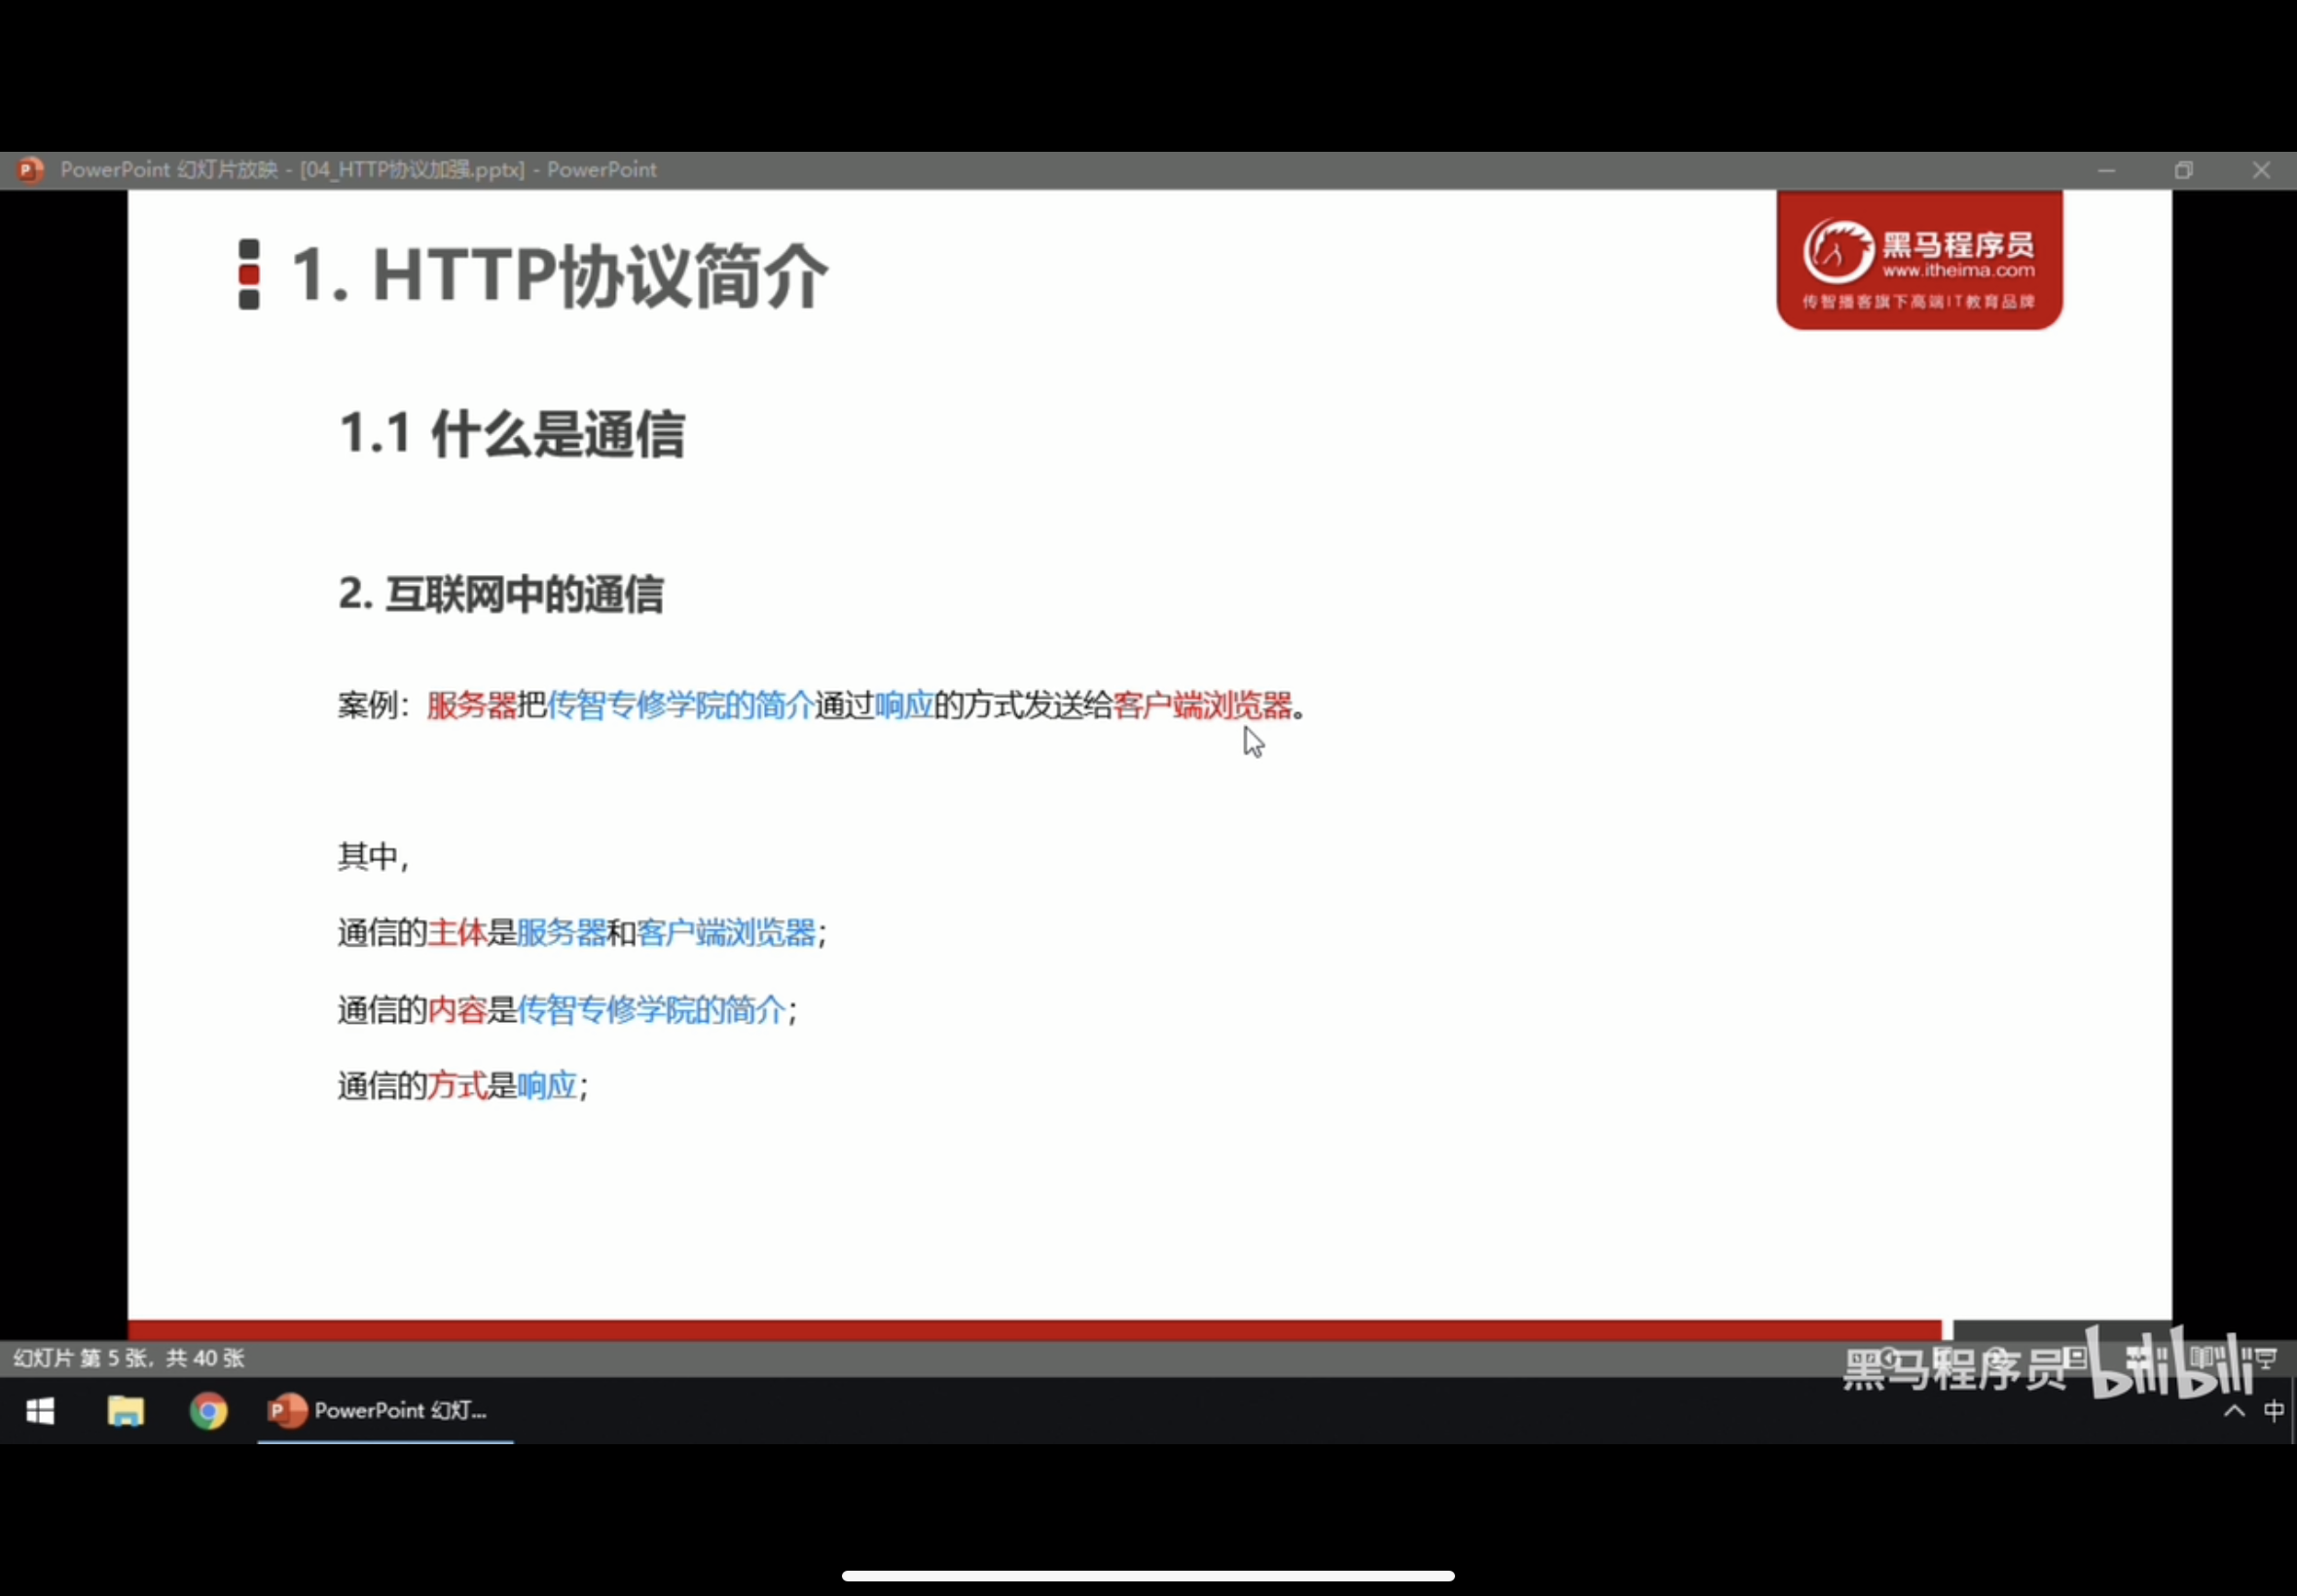 PowerPoint 幻灯片放映 - [04_HTTP协议加强.pptx] - PowerPoint
1. HTTP协议简介
黑马程序员
www.itheima.com
传智播客旗下高端IT教育品牌
1.1 什么是通信
2. 互联网中的通信
案例：服务器把传智专修学院的简介通过响应的方式发送给客户端浏览器。
其中，
通信的主体是服务器和客户端浏览器；
通信的内容是传智专修学院的简介；
通信的方式是响应；
幻灯片 第 5 张，共 40 张
黑马程序员 bilibili
PowerPoint 幻灯...
中